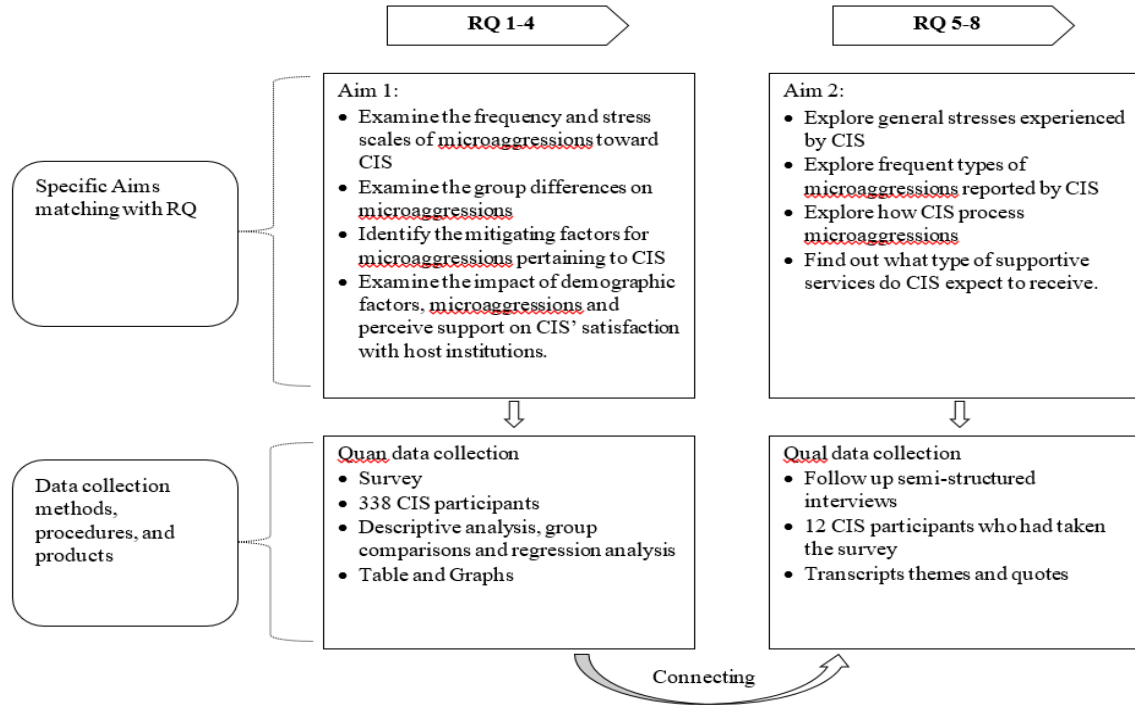 RQ 1-4
RQ 5-8
Specific Aims
matching with RQ
Aim 1:
• Examine the frequency and stress
scales of microaggressions toward
CIS
• Examine the group differences on
microaggressions
• Identify the mitigating factors for
microaggressions pertaining to CIS
• Examine the impact of demographic
factors, microaggressions and
perceive support on CIS’ satisfaction
with host institutions.
Aim 2:
• Explore general stresses experienced
by CIS
• Explore frequent types of
microaggressions reported by CIS
• Explore how CIS process
microaggressions
• Find out what type of supportive
services do CIS expect to receive.
Data collection
methods,
procedures, and
products
Quan data collection
• Survey
• 338 CIS participants
• Descriptive analysis, group
comparisons and regression analysis
• Table and Graphs
Qual data collection
• Follow up semi-structured
interviews
• 12 CIS participants who had taken
the survey
• Transcripts themes and quotes
Connecting